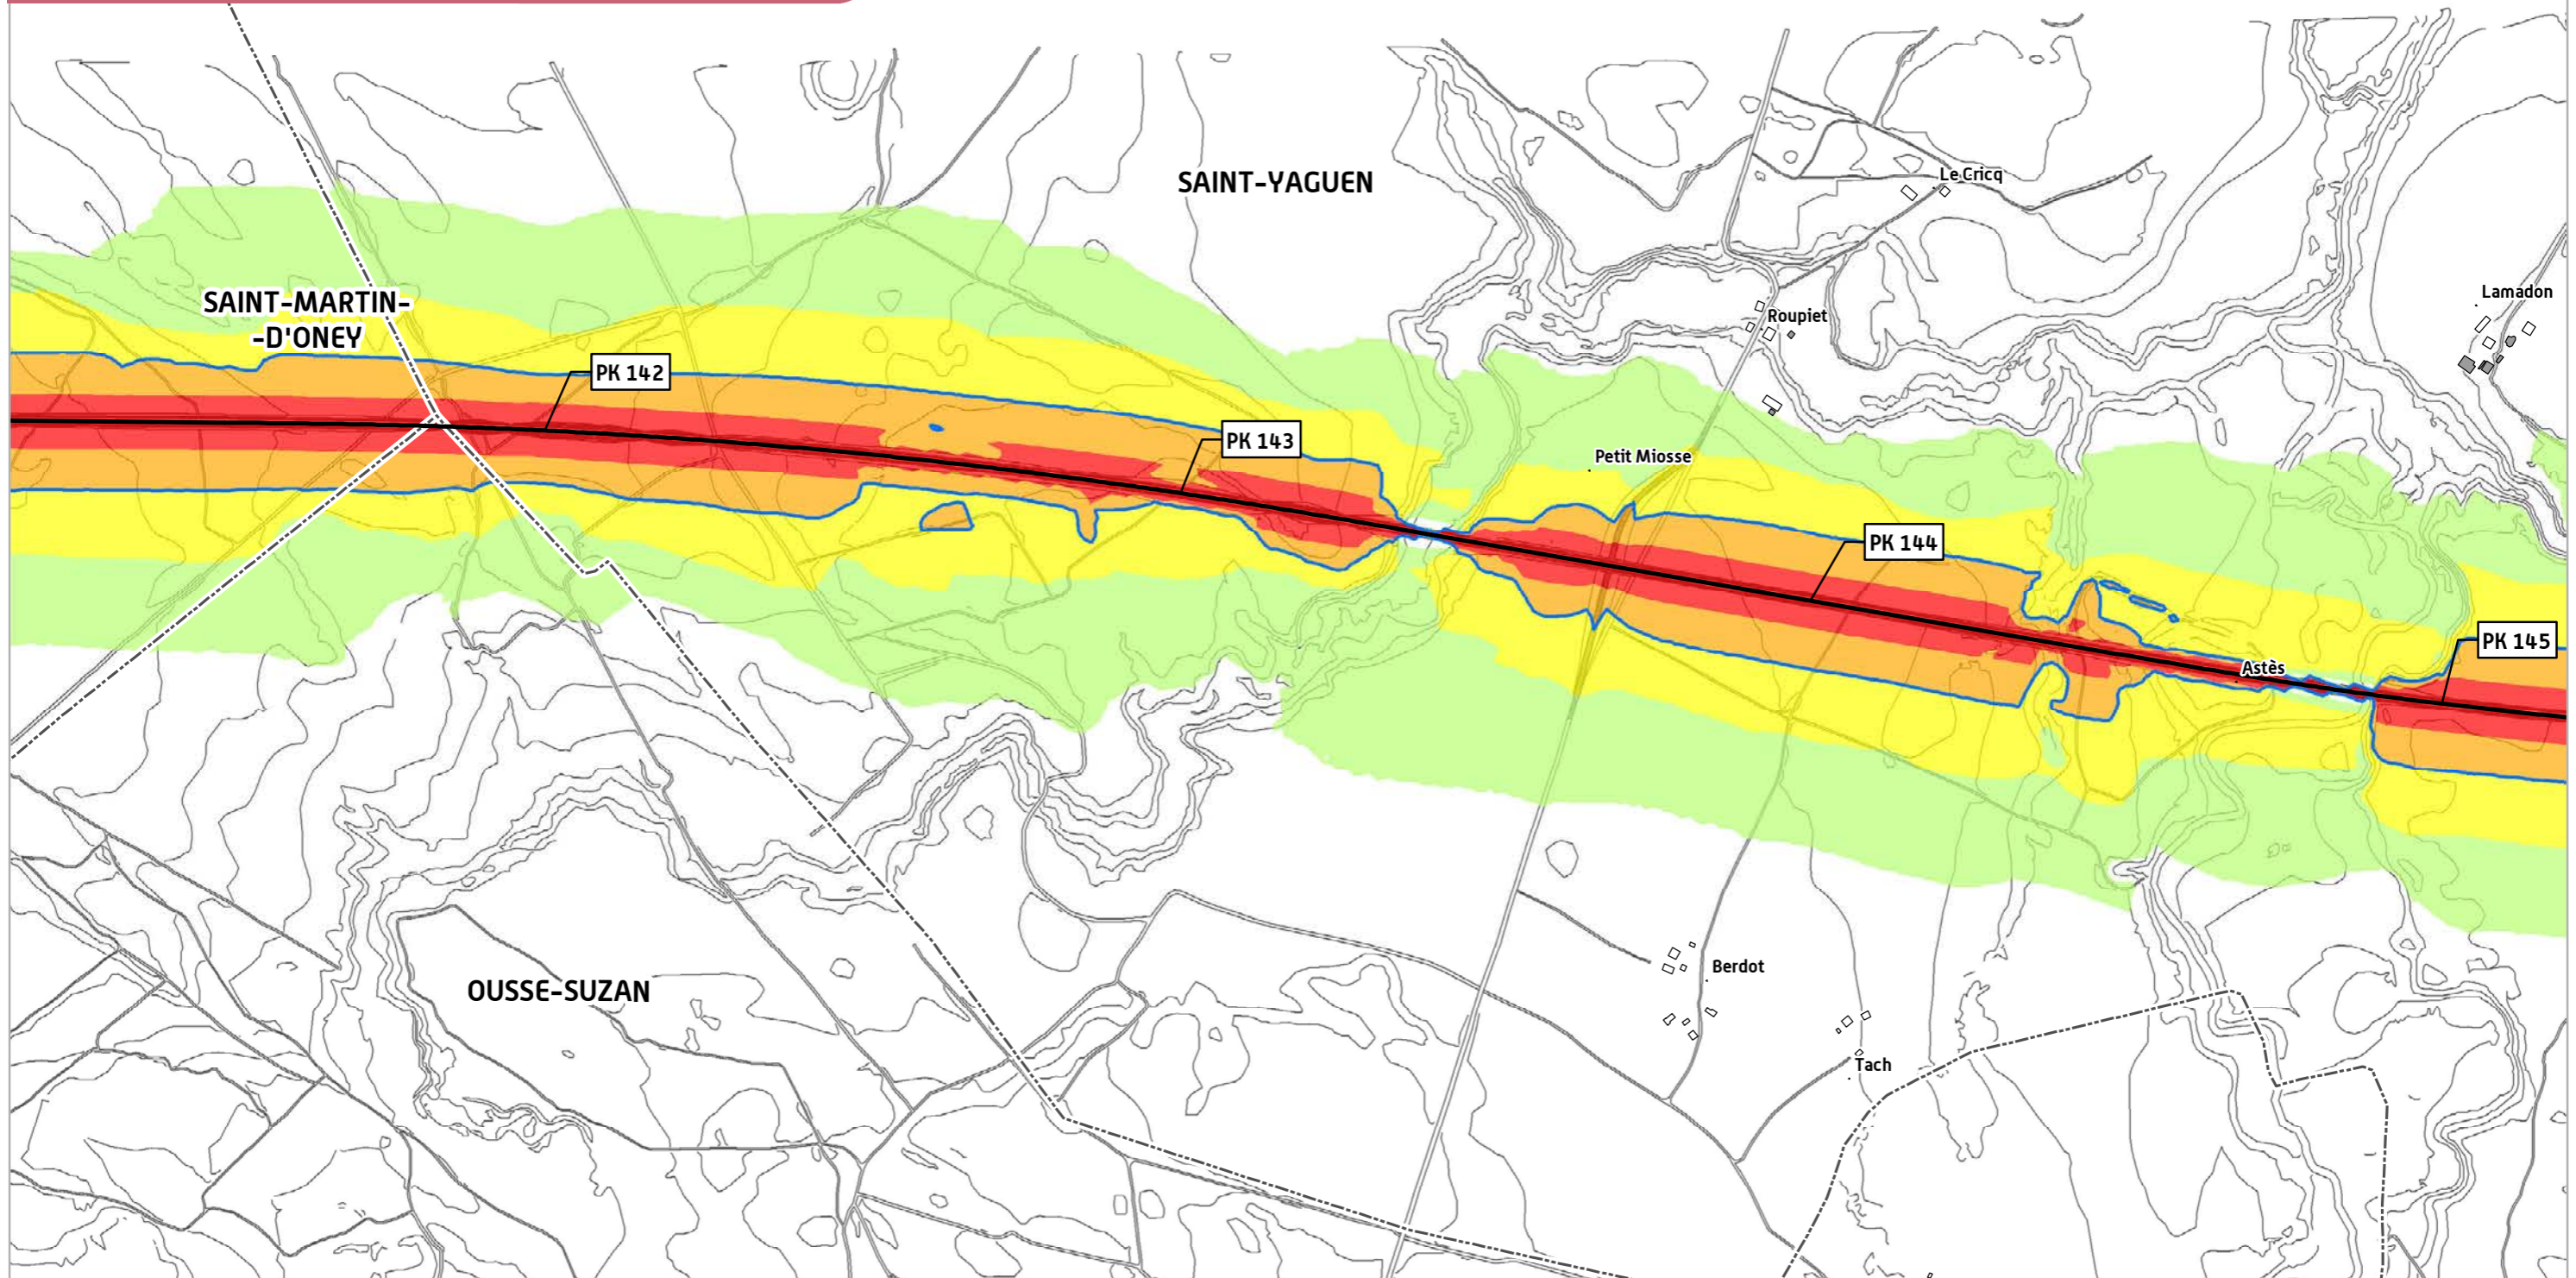 SAINT-YAGUEN
Le Cricq
Lamadon
SAINT-MARTIN-
-D'ONEY
Roupiet
PK 142
PK 143
Petit Miosse
PK 144
PK 145
Astès
Berdot
OUSSE-SUZAN
Tach